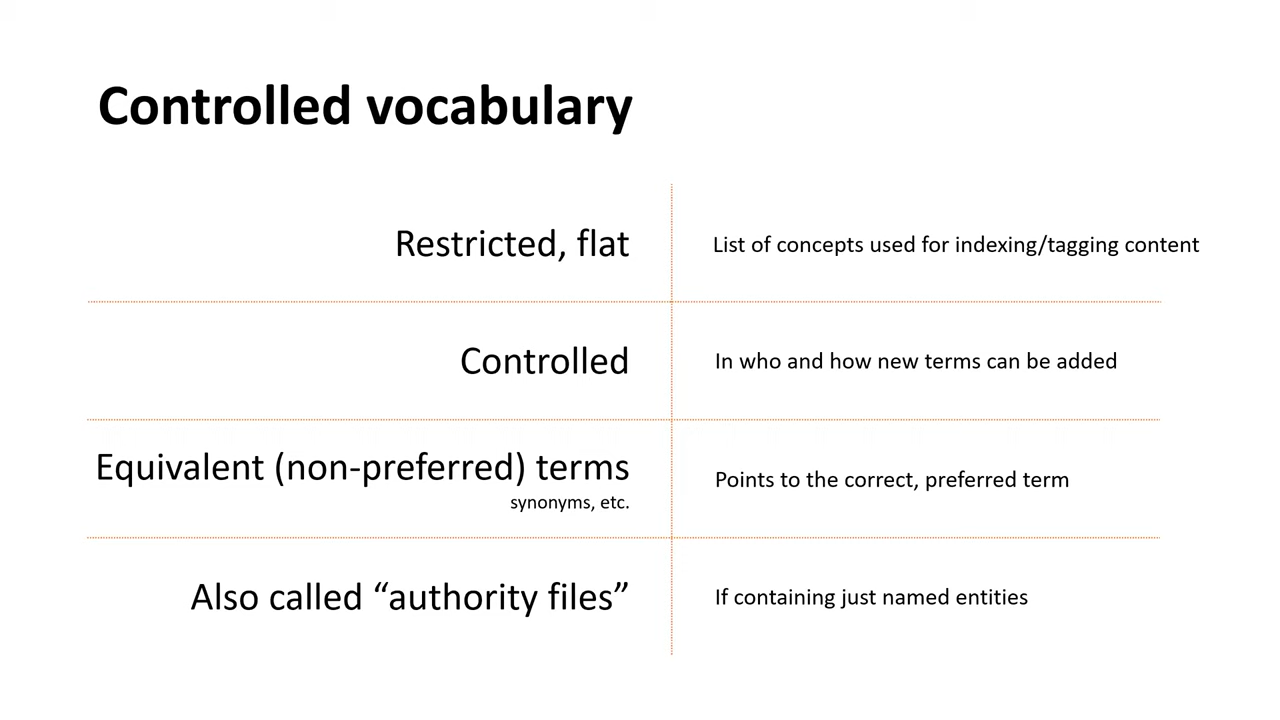 Controlled vocabulary
Restricted, flat
List of concepts used for indexing/tagging content
Controlled
In who and how new terms can be added
Equivalent (non-preferred) terms
synonyms, etc.
Points to the correct, preferred term
Also called “authority files”
If containing just named entities